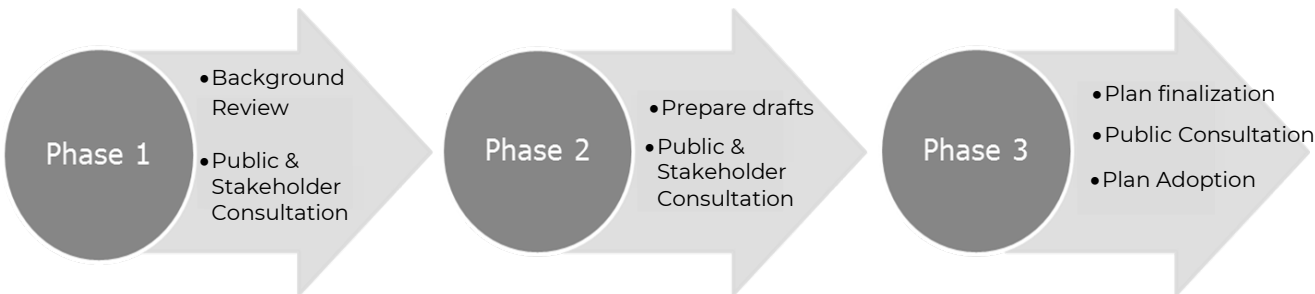 Phase 1
•Background
Review
•Public &
Stakeholder
Consultation
Phase 2
•Prepare drafts
•Public &
Stakeholder
Consultation
Phase 3
•Plan finalization
•Public Consultation
•Plan Adoption